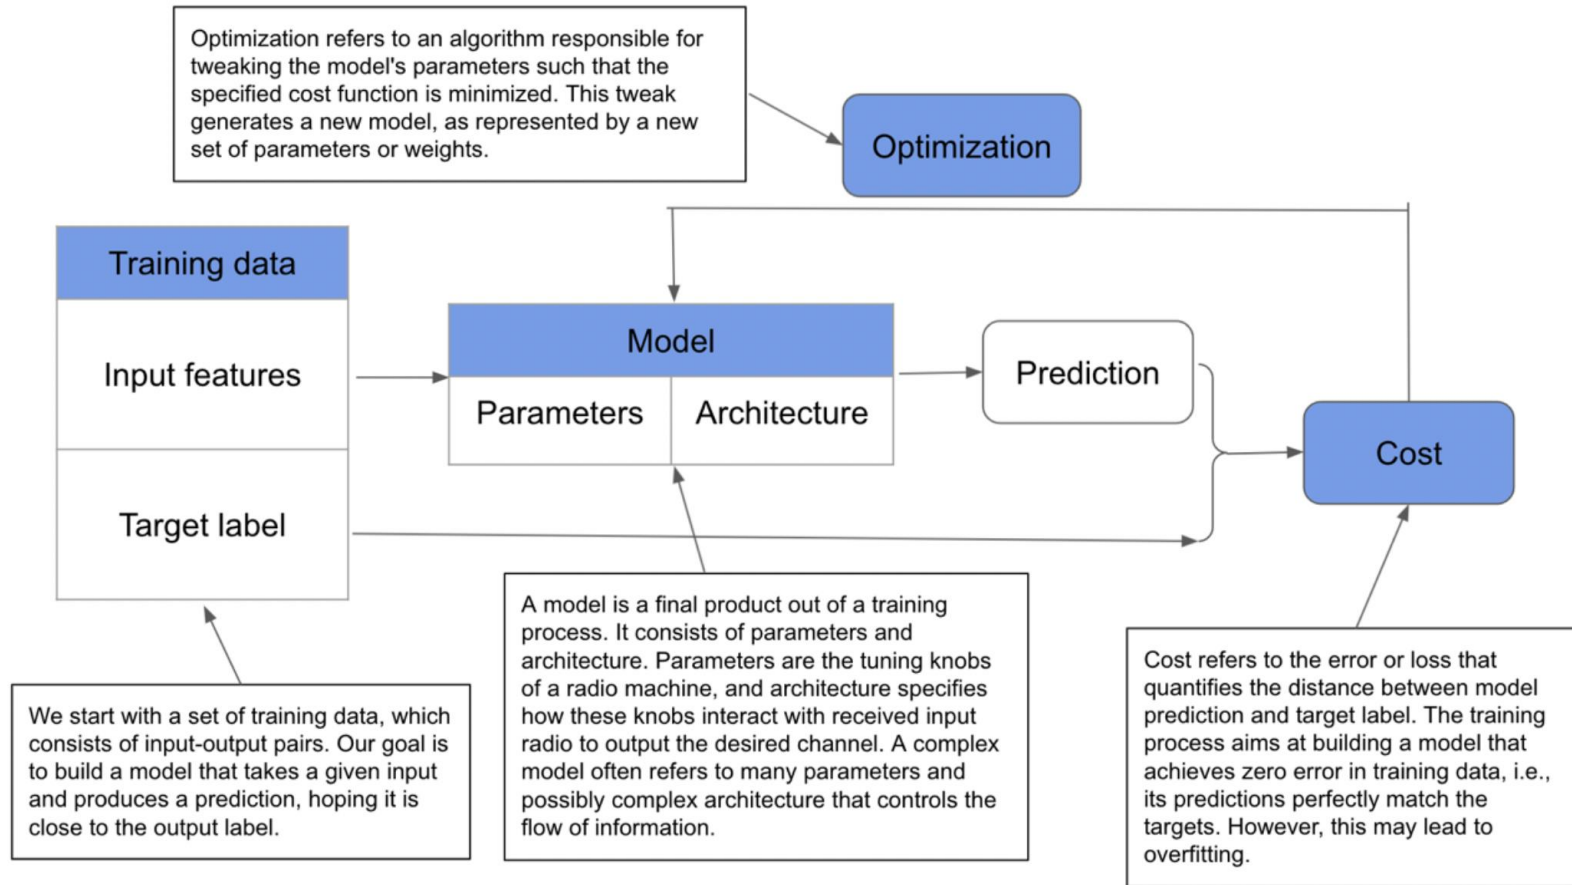 Optimization refers to an algorithm responsible for
tweaking the model's parameters such that the
specified cost function is minimized. This tweak
generates a new model, as represented by a new
set of parameters or weights.
Optimization
Training data
Input features
Target label
Model
Parameters
Architecture
Prediction
Cost
We start with a set of training data, which
consists of input-output pairs. Our goal is
to build a model that takes a given input
and produces a prediction, hoping it is
close to the output label.
A model is a final product out of a training
process. It consists of parameters and
architecture. Parameters are the tuning knobs
of a radio machine, and architecture specifies
how these knobs interact with received input
radio to output the desired channel. A complex
model often refers to many parameters and
possibly complex architecture that controls the
flow of information.
Cost refers to the error or loss that
quantifies the distance between model
prediction and target label. The training
process aims at building a model that
achieves zero error in training data, i.e.,
its predictions perfectly match the
targets. However, this may lead to
overfitting.